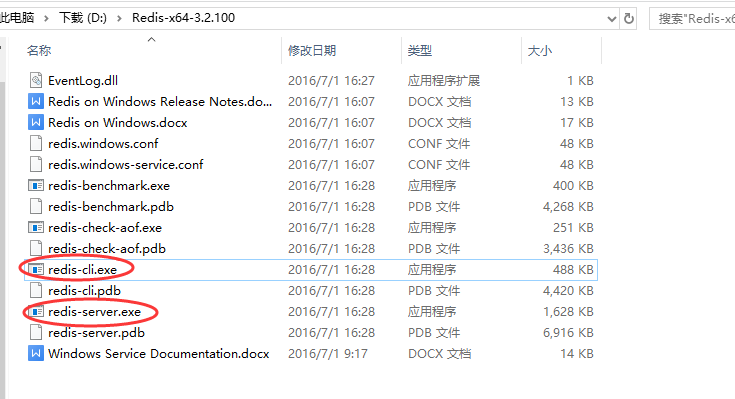 此电脑 > 下载 (D:) > Redis-x64-3.2.100 搜索"Redis-x6
名称 修改日期 类型 大小
EventLog.dll 2016/7/1 16:27 应用程序扩展 1 KB
Redis on Windows Release Notes.do... 2016/7/1 16:07 DOCX 文档 13 KB
Redis on Windows.docx 2016/7/1 16:07 DOCX 文档 17 KB
redis.windows.conf 2016/7/1 16:07 CONF 文件 48 KB
redis.windows-service.conf 2016/7/1 16:07 CONF 文件 48 KB
redis-benchmark.exe 2016/7/1 16:28 应用程序 400 KB
redis-benchmark.pdb 2016/7/1 16:28 PDB 文件 4,268 KB
redis-check-aof.exe 2016/7/1 16:28 应用程序 251 KB
redis-check-aof.pdb 2016/7/1 16:28 PDB 文件 3,436 KB
redis-cli.exe 2016/7/1 16:28 应用程序 488 KB
redis-cli.pdb 2016/7/1 16:28 PDB 文件 4,420 KB
redis-server.exe 2016/7/1 16:28 应用程序 1,628 KB
redis-server.pdb 2016/7/1 16:28 PDB 文件 6,916 KB
Windows Service Documentation.docx 2016/7/1 9:17 DOCX 文档 14 KB